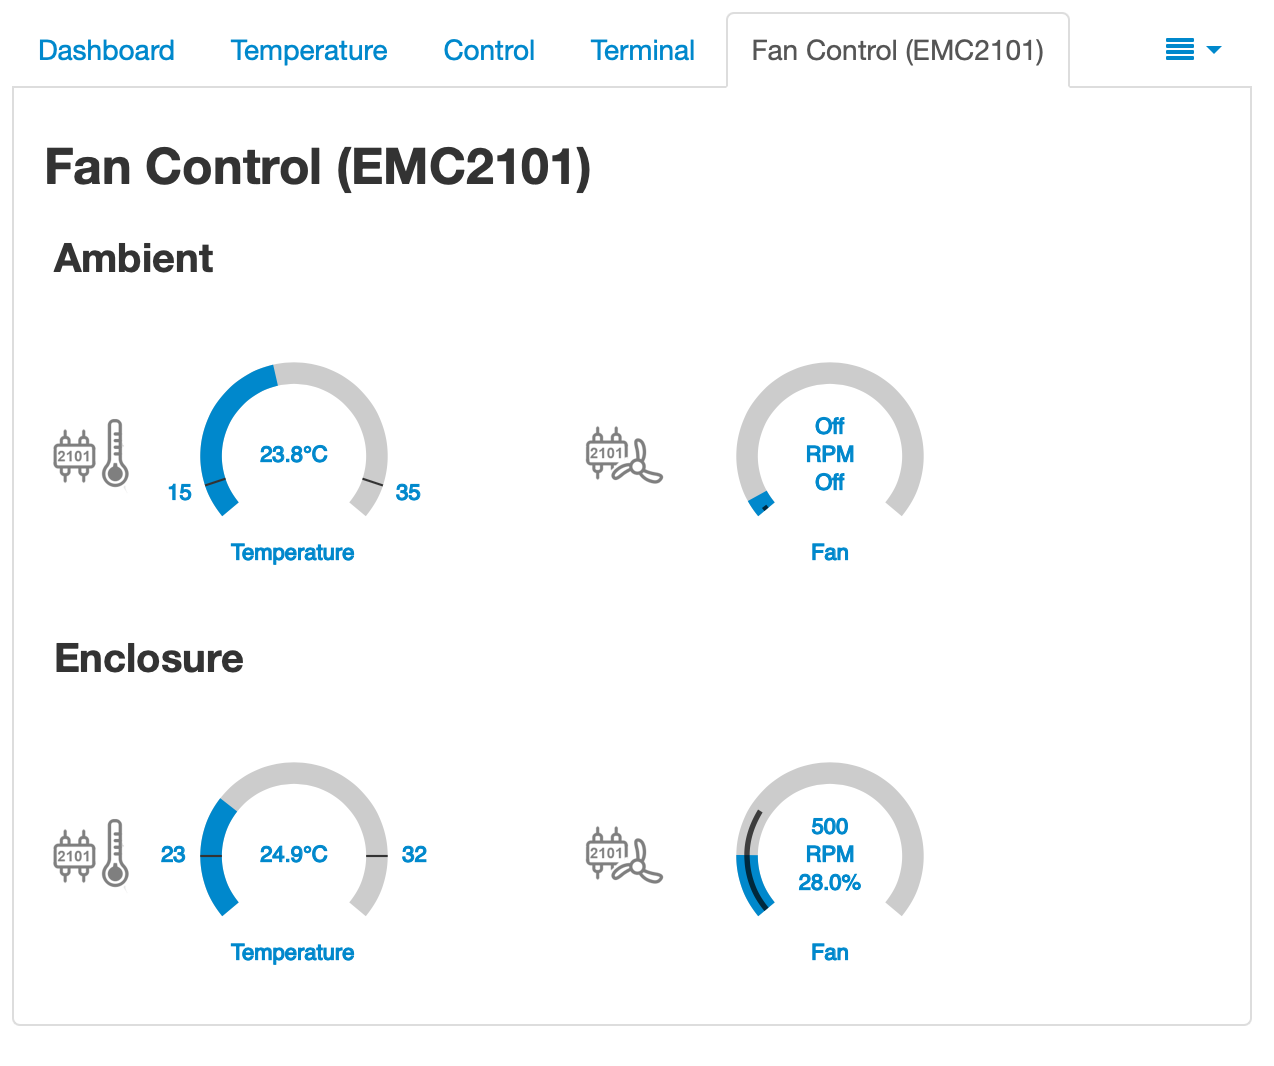 Dashboard Temperature Control Terminal Fan Control (EMC2101)
Fan Control (EMC2101)
Ambient
2101
15
23.8°C
35
Temperature
2101
Off
RPM
Off
Fan
Enclosure
2101
23
24.9°C
32
Temperature
2101
500
RPM
28.0%
Fan